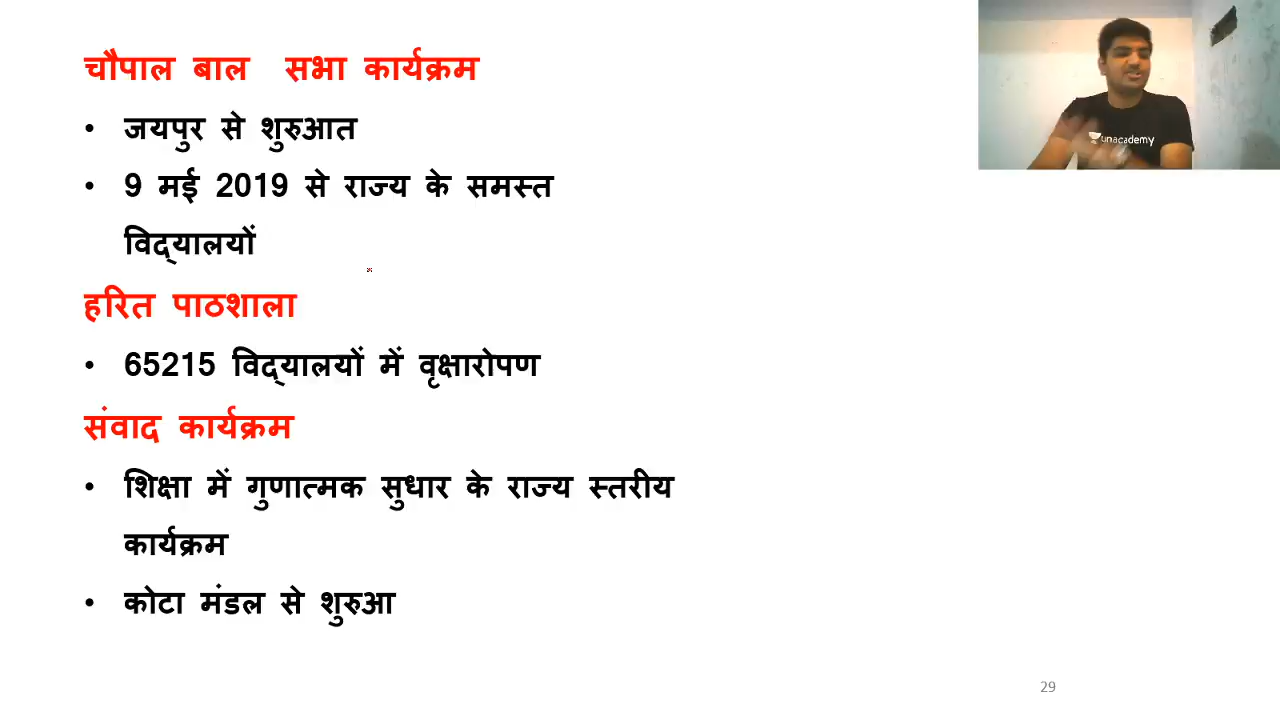 चौपाल बाल सभा कार्यक्रम
• जयपुर से शुरुआत
• 9 मई 2019 से राज्य के समस्त
विद्यालयों
हरित पाठशाला
• 65215 विद्यालयों में वृक्षारोपण
संवाद कार्यक्रम
• शिक्षा में गुणात्मक सुधार के राज्य स्तरीय
कार्यक्रम
• कोटा मंडल से शुरुआ
unacademy
29